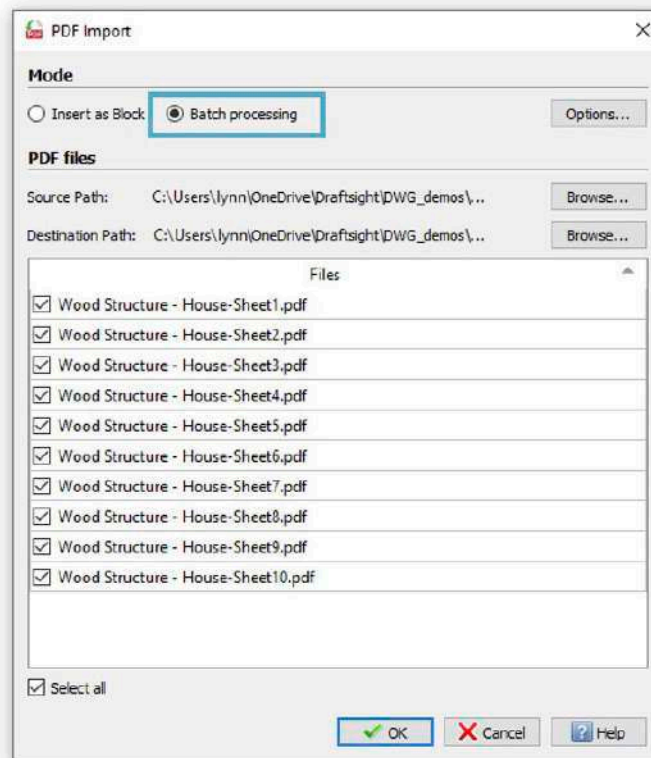 PDF Import
Mode
Insert as Block Batch processing Options...
PDF files
Source Path: C:\Users\lynn\OneDrive\Draftsight\DWG_demos\... Browse...
Destination Path: C:\Users\lynn\OneDrive\Draftsight\DWG_demos\... Browse...
Files
Wood Structure - House-Sheet1.pdf
Wood Structure - House-Sheet2.pdf
Wood Structure - House-Sheet3.pdf
Wood Structure - House-Sheet4.pdf
Wood Structure - House-Sheet5.pdf
Wood Structure - House-Sheet6.pdf
Wood Structure - House-Sheet7.pdf
Wood Structure - House-Sheet8.pdf
Wood Structure - House-Sheet9.pdf
Wood Structure - House-Sheet10.pdf
Select all
OK Cancel Help